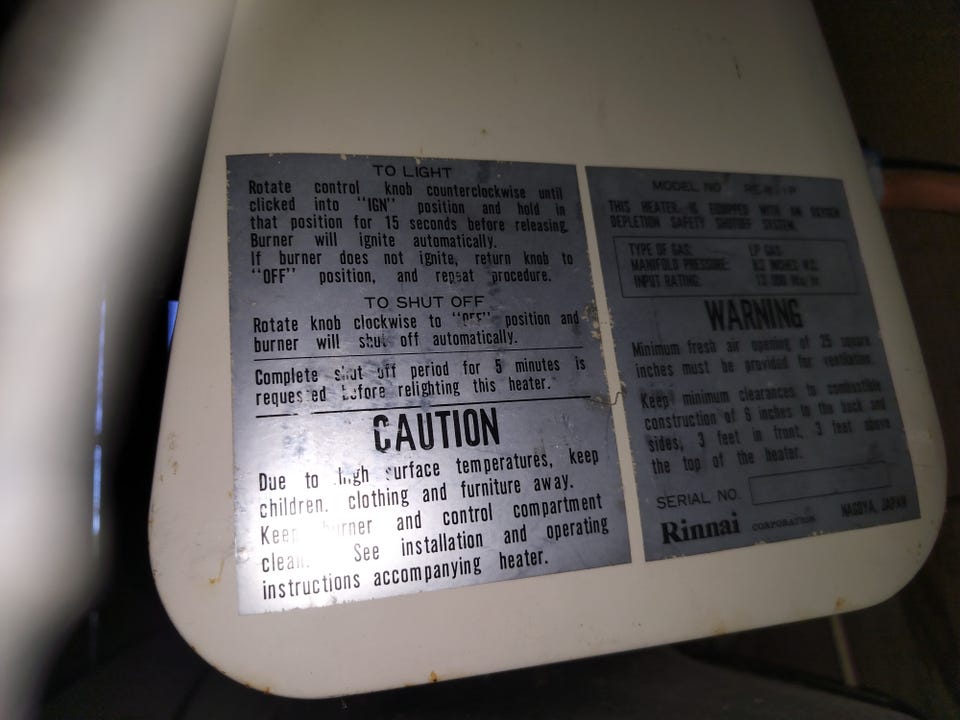 TO LIGHT
Rotate control knob counterclockwise until
clicked into "IGN" position and hold in
that position for 15 seconds before releasing.
Burner will ignite automatically.
If burner does not ignite, return knob to
"OFF" position, and repeat procedure.
TO SHUT OFF
Rotate knob clockwise to "OFF" position and
burner will shut off automatically.
Complete shut off period for 5 minutes is
requested before relighting this heater.
CAUTION
Due to high surface temperatures, keep
children, clothing and furniture away.
Keep burner and control compartment
clean. See installation and operating
instructions accompanying heater.
MODEL NO
THIS HEATER IS EQUIPPED WITH AN OXYGEN
DEPLETION SAFETY SHUTOFF SYSTEM.
TYPE OF GAS: LP GAS
MANIFOLD PRESSURE: INCHES W.C.
INPUT RATING:
WARNING
Minimum fresh air opening of 25 square
inches must be provided for ventilation.
Keep minimum clearances to combustible
construction of 6 inches to the back and
sides, 3 feet in front, 3 feet above
the top of the heater.
SERIAL NO.
Rinnai CORPORATION NAGOYA, JAPAN